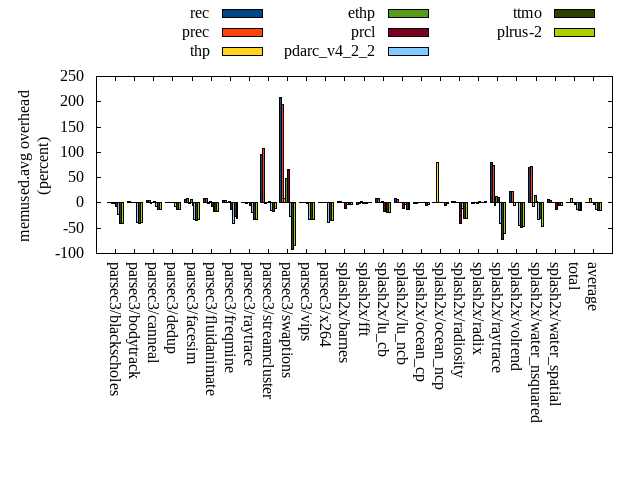 rec
prec
thp
ethp
prcl
pdarc_v4_2_2
ttmo
plrus-2
memused.avg overhead
(percent)
250
200
150
100
50
0
-50
-100
parsec3/blackscholes
parsec3/bodytrack
parsec3/canneal
parsec3/dedup
parsec3/facesim
parsec3/fluidanimate
parsec3/freqmine
parsec3/raytrace
parsec3/streamcluster
parsec3/swaptions
parsec3/vips
parsec3/x264
splash2x/barnes
splash2x/fft
splash2x/lu_cb
splash2x/lu_ncb
splash2x/ocean_cp
splash2x/ocean_ncp
splash2x/radiosity
splash2x/radix
splash2x/raytrace
splash2x/volrend
splash2x/water_nsquared
splash2x/water_spatial
total
average